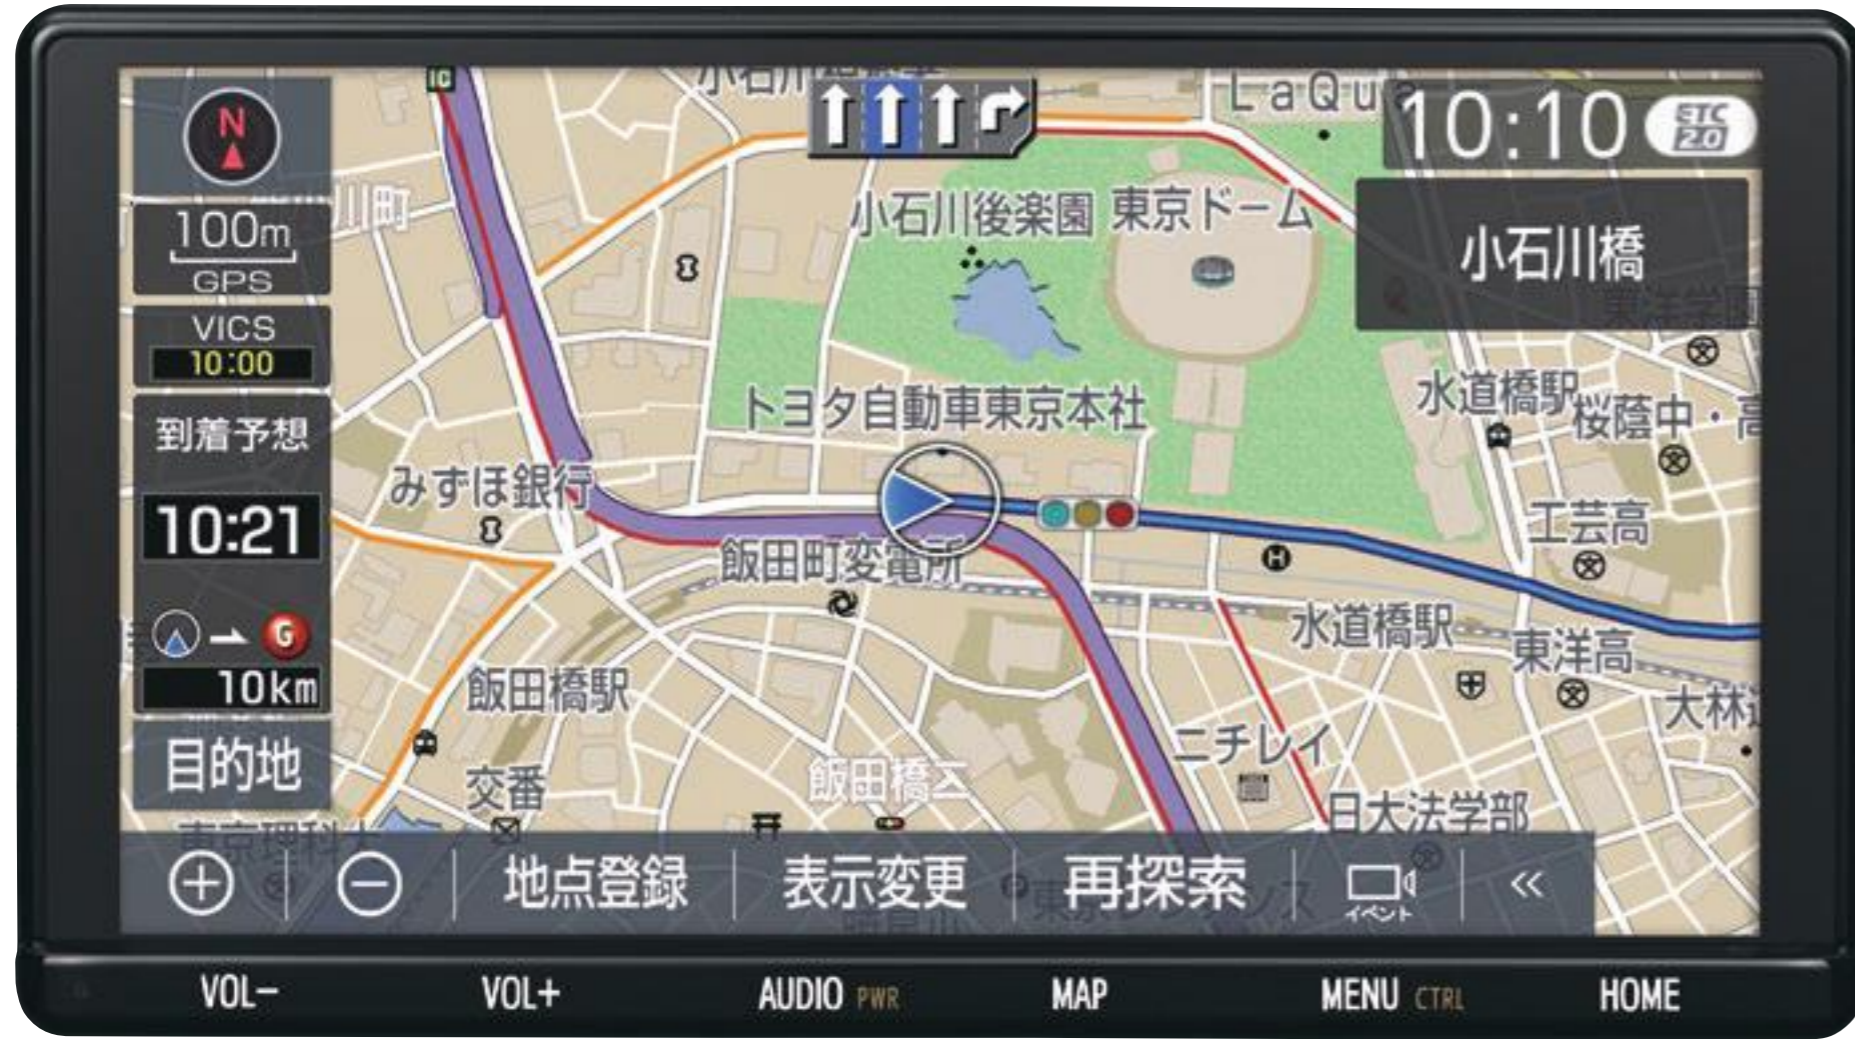 IC
LaQu
10:10
ETC
2.0
N
川町
小石川後楽園
東京ドーム
100m
GPS
小石川橋
VICS
10:00
水道橋駅
桜蔭中・高
トヨタ自動車東京本社
到着予想
みずほ銀行
10:21
工芸高
飯田町変電所
H
水道橋駅
東洋高
G
10km
飯田橋駅
大林
ニチレイ
目的地
交番
飯田橋二
日大法学部
地点登録
表示変更
再探索
イベント
«
VOL-
VOL+
AUDIO PWR
MAP
MENU CTRL
HOME